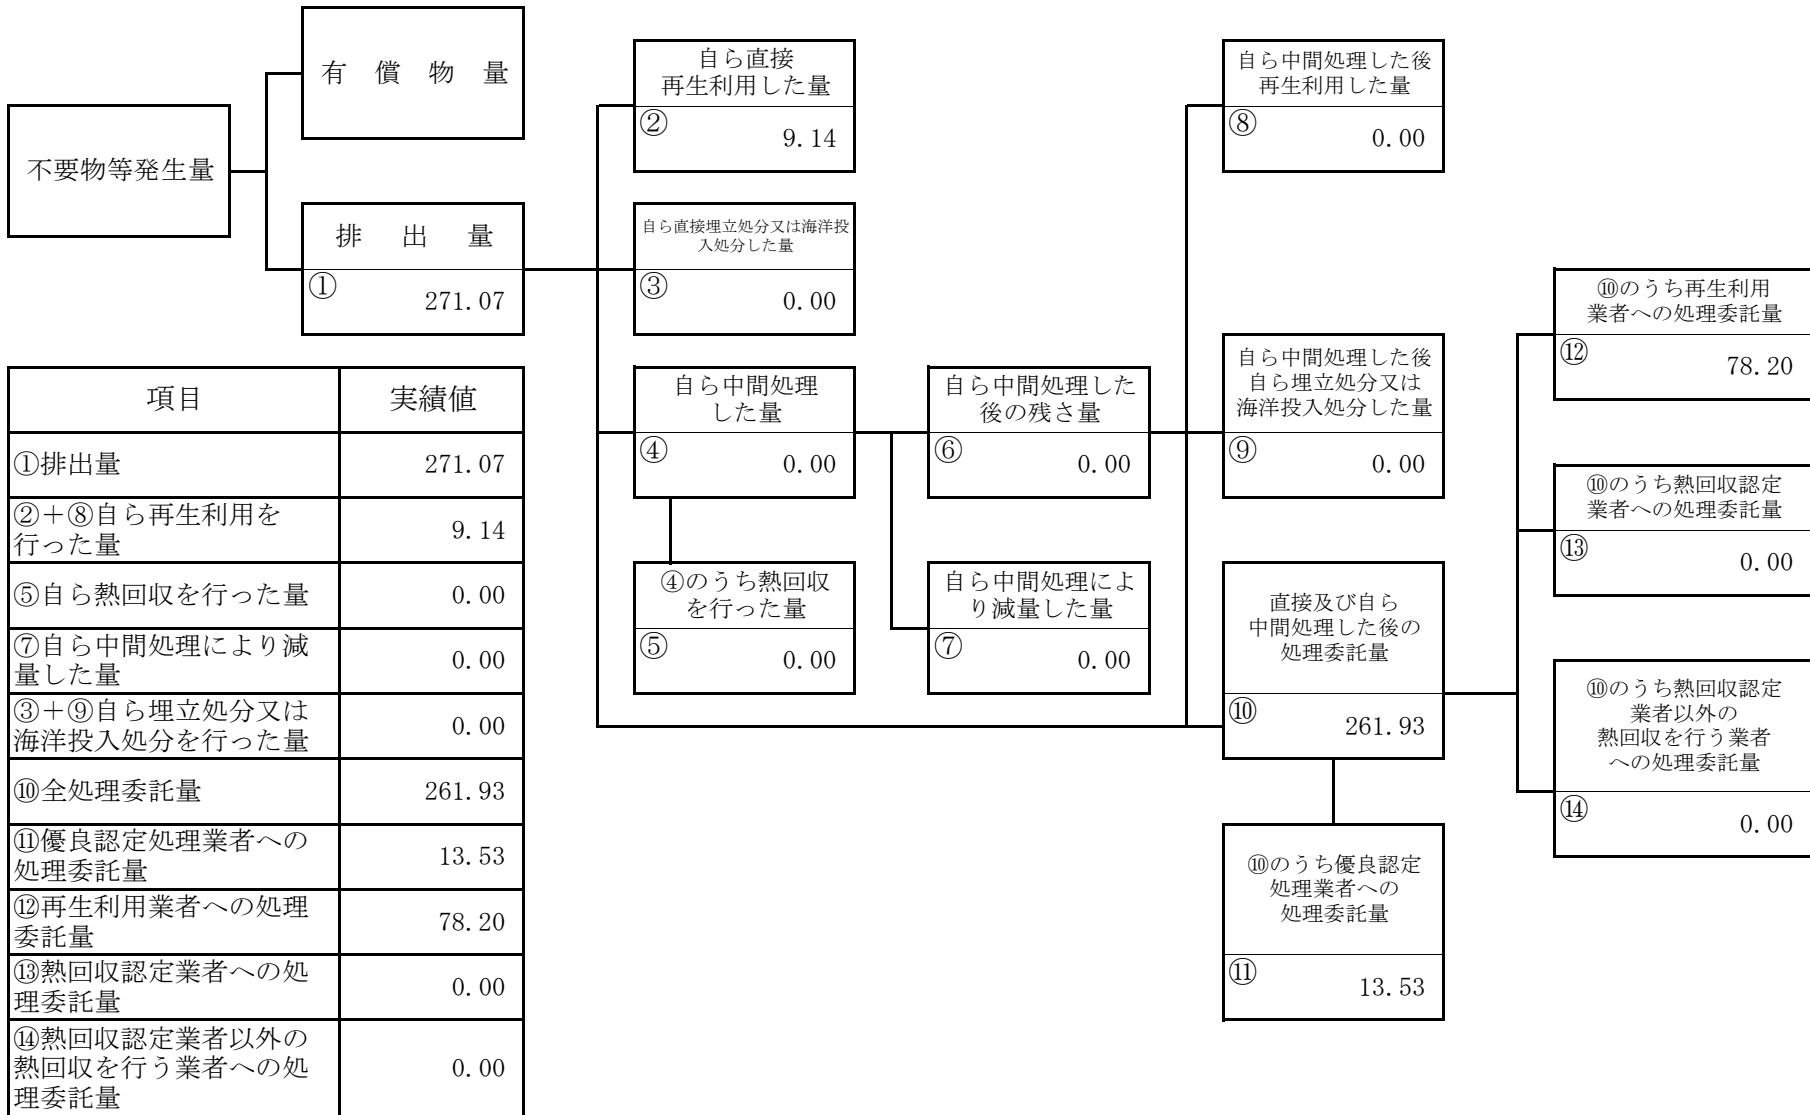 有償物量
不要物等発生量
排出量
①
271.07
自ら直接
再生利用した量
②
9.14
自ら直接埋立処分又は海洋投
入処分した量
③
0.00
自ら中間処理
した量
④
0.00
④のうち熱回収
を行った量
⑤
0.00
自ら中間処理した
後の残さ量
⑥
0.00
自ら中間処理によ
り減量した量
⑦
0.00
自ら中間処理した後
再生利用した量
⑧
0.00
自ら中間処理した後
自ら埋立処分又は
海洋投入処分した量
⑨
0.00
直接及び自ら
中間処理した後の
処理委託量
⑩
261.93
⑩のうち優良認定
処理業者への
処理委託量
⑪
13.53
⑩のうち再生利用
業者への処理委託量
⑫
78.20
⑩のうち熱回収認定
業者への処理委託量
⑬
0.00
⑩のうち熱回収認定
業者以外の
熱回収を行う業者
への処理委託量
⑭
0.00
項目 実績値
①排出量 271.07
②＋⑧自ら再生利用を
行った量 9.14
⑤自ら熱回収を行った量 0.00
⑦自ら中間処理により減
量した量 0.00
③＋⑨自ら埋立処分又は
海洋投入処分を行った量 0.00
⑩全処理委託量 261.93
⑪優良認定処理業者への
処理委託量 13.53
⑫再生利用業者への処理
委託量 78.20
⑬熱回収認定業者への処
理委託量 0.00
⑭熱回収認定業者以外の
熱回収を行う業者への処
理委託量 0.00